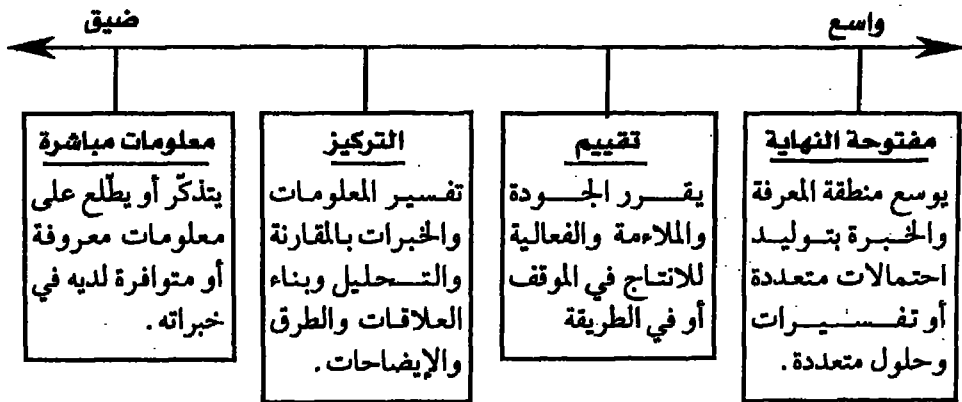 واسع
ضيق
مفتوحة النهاية
يوسع منطقة المعرفة
والخبرة بتوليد
احتمالات متعددة
أو تفسيرات
وحلول متعددة.
تقييم
يقرر الجودة
والملاءمة والفعالية
للانتاج في الموقف
أو في الطريقة
التركيز
تفسير المعلومات
والخبرات بالمقارنة
والتحليل وبناء
العلاقات والطرق
والإيضاحات.
معلومات مباشرة
يتذكّر أو يطّلع على
معلومات معروفة
أو متوافرة لديه في
خبراته.